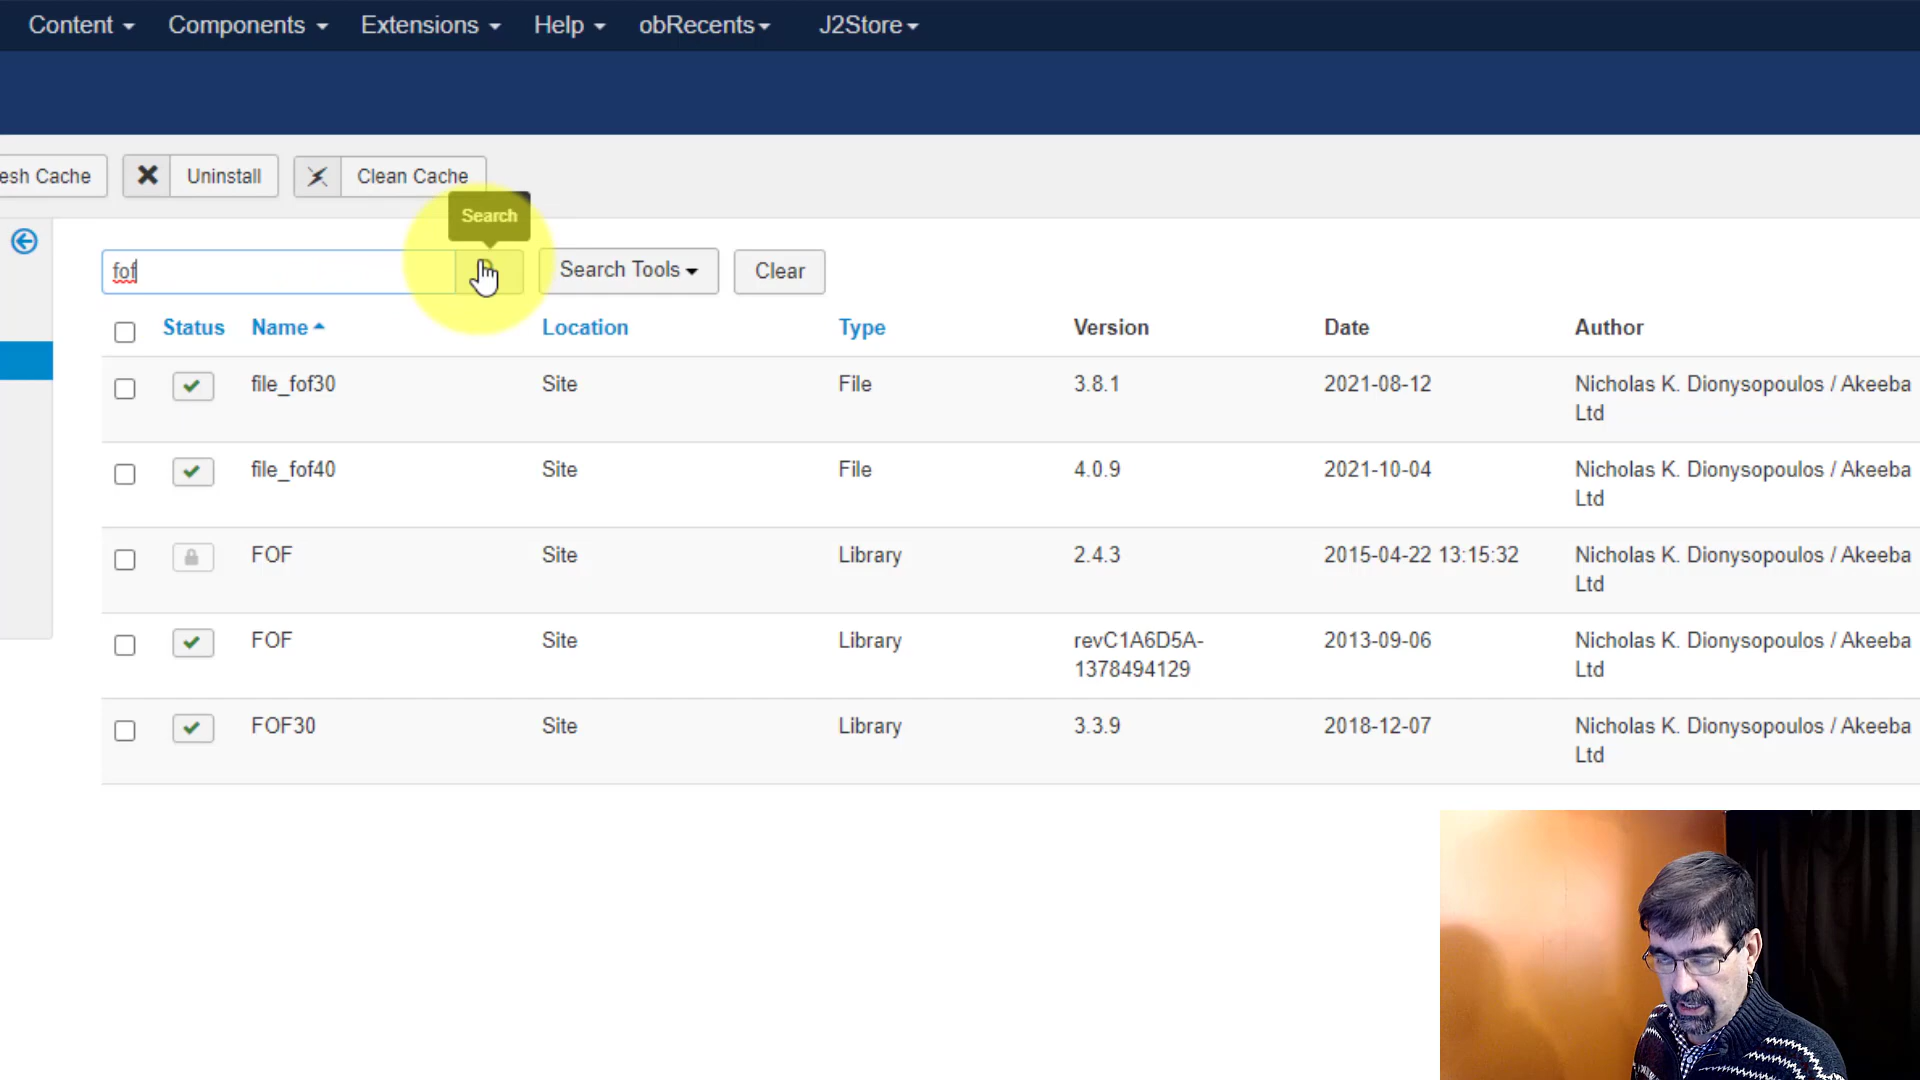 Content Components Extensions Help obRecents J2Store
esh Cache Uninstall Clean Cache
Search
fof Search Tools Clear
Status Name Location Type Version Date Author
file_fof30 Site File 3.8.1 2021-08-12 Nicholas K. Dionysopoulos / Akeeba
Ltd
file_fof40 Site File 4.0.9 2021-10-04 Nicholas K. Dionysopoulos / Akeeba
Ltd
FOF Site Library 2.4.3 2015-04-22 13:15:32 Nicholas K. Dionysopoulos / Akeeba
Ltd
FOF Site Library revC1A6D5A- 2013-09-06 Nicholas K. Dionysopoulos / Akeeba
1378494129 Ltd
FOF30 Site Library 3.3.9 2018-12-07 Nicholas K. Dionysopoulos / Akeeba
Ltd